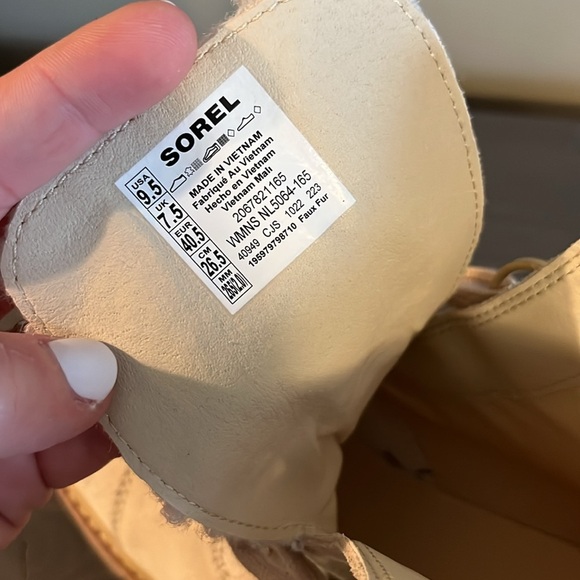 SOREL
USA 9.5
UK 7.5
EUR 40.5
CM 26.5
MM
MADE IN VIETNAM
Fabriqué Au Vietnam
Hecho en Vietnam
Vietnam Malı
2067821165
WMNS NL5064-165
40949 CJS 1022 223
195979798710 Faux Fur